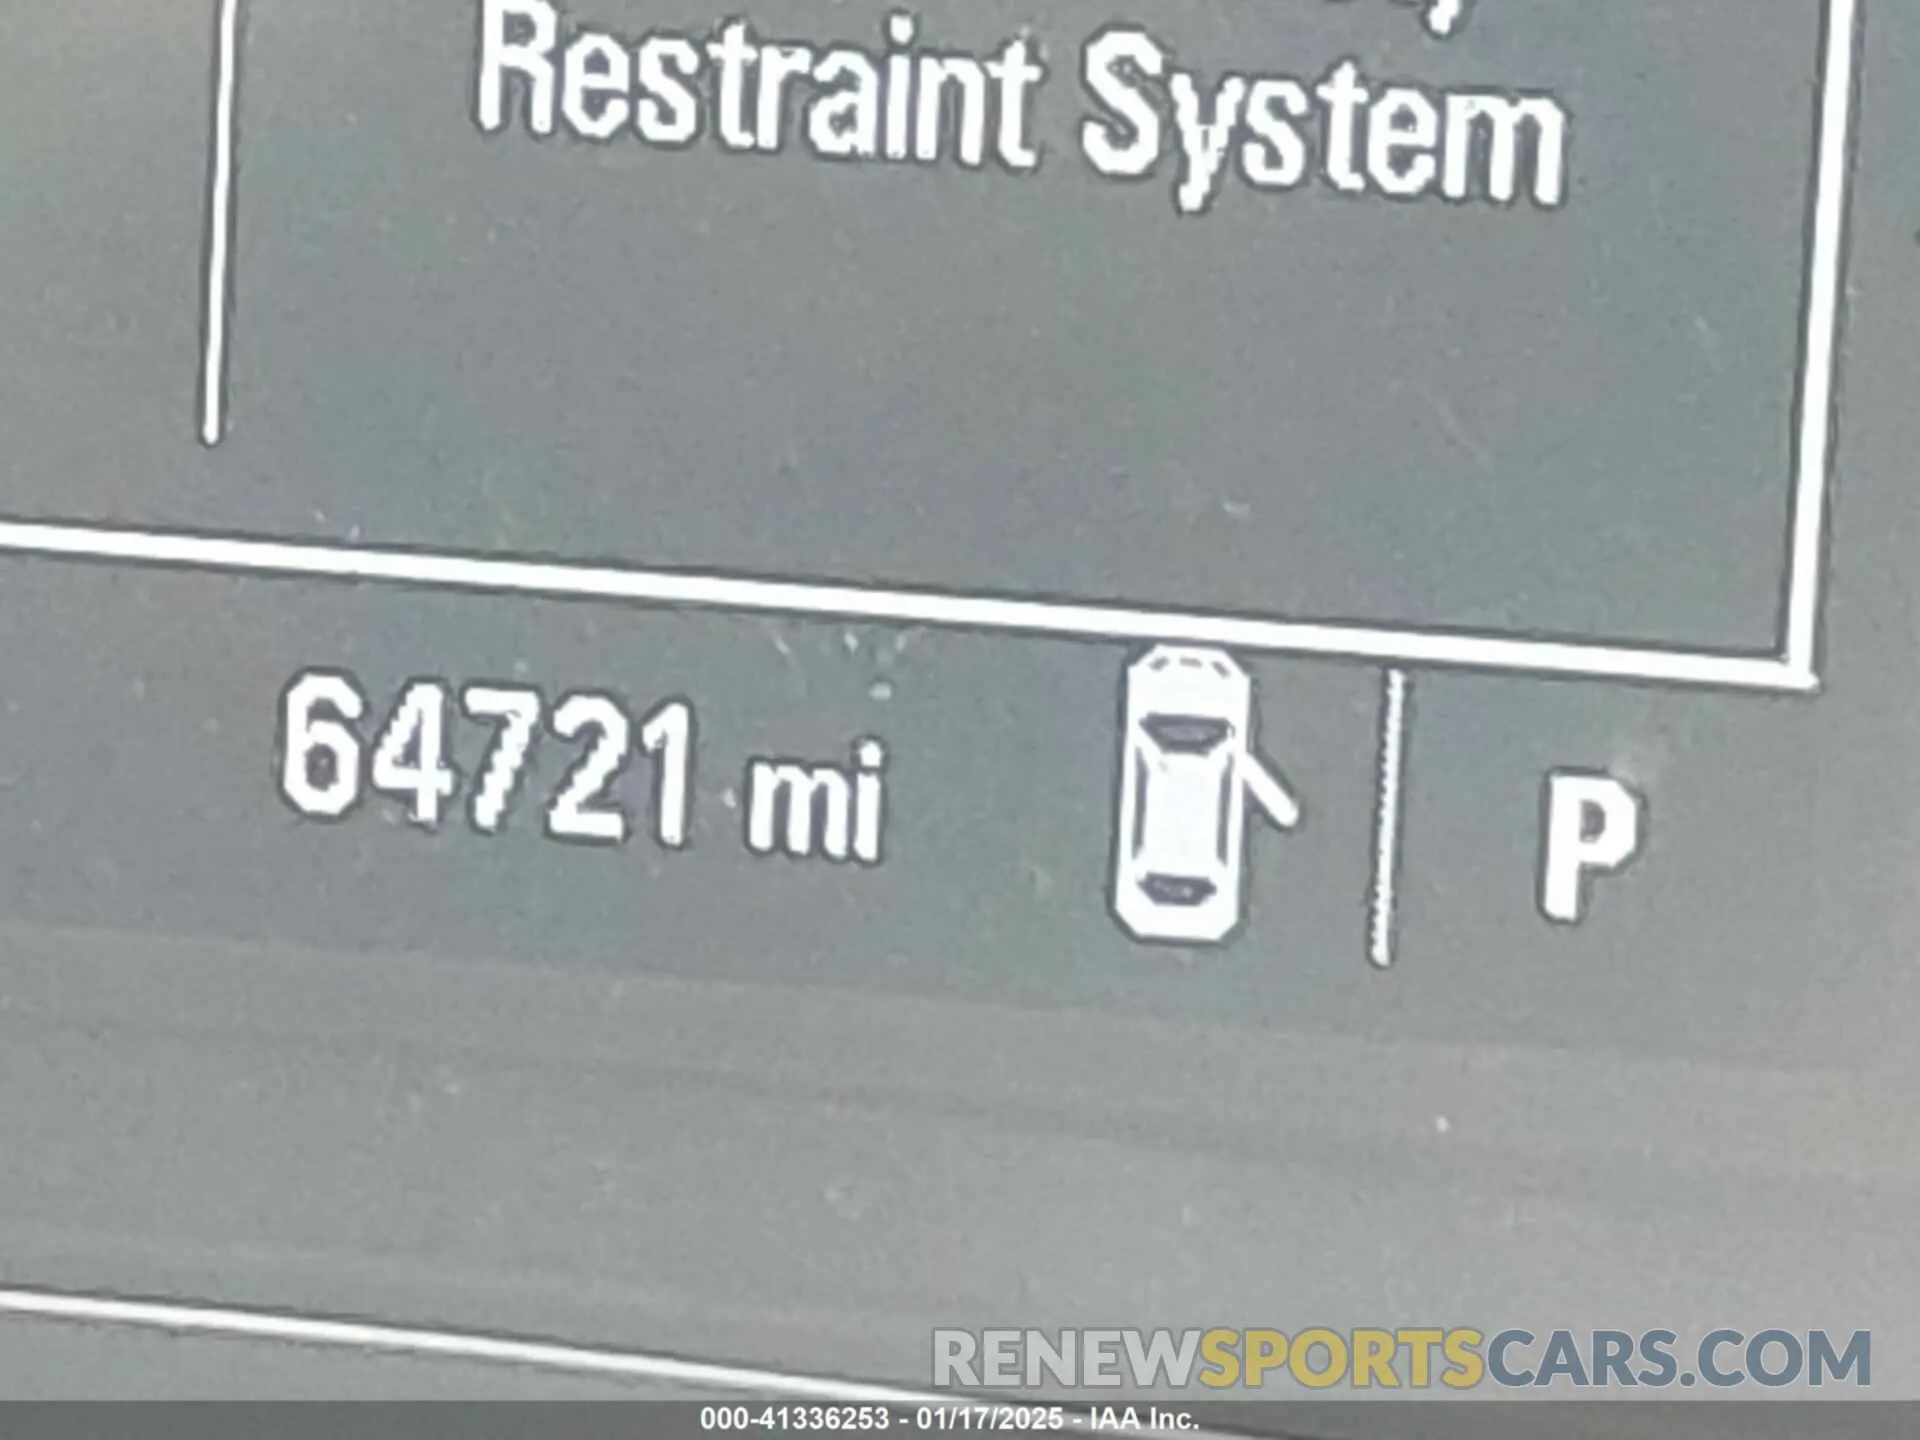 Restraint System
64721 mi
P
RENEWSPORTSCARS.COM
000-41336253 - 01/17/2025 - IAA Inc.